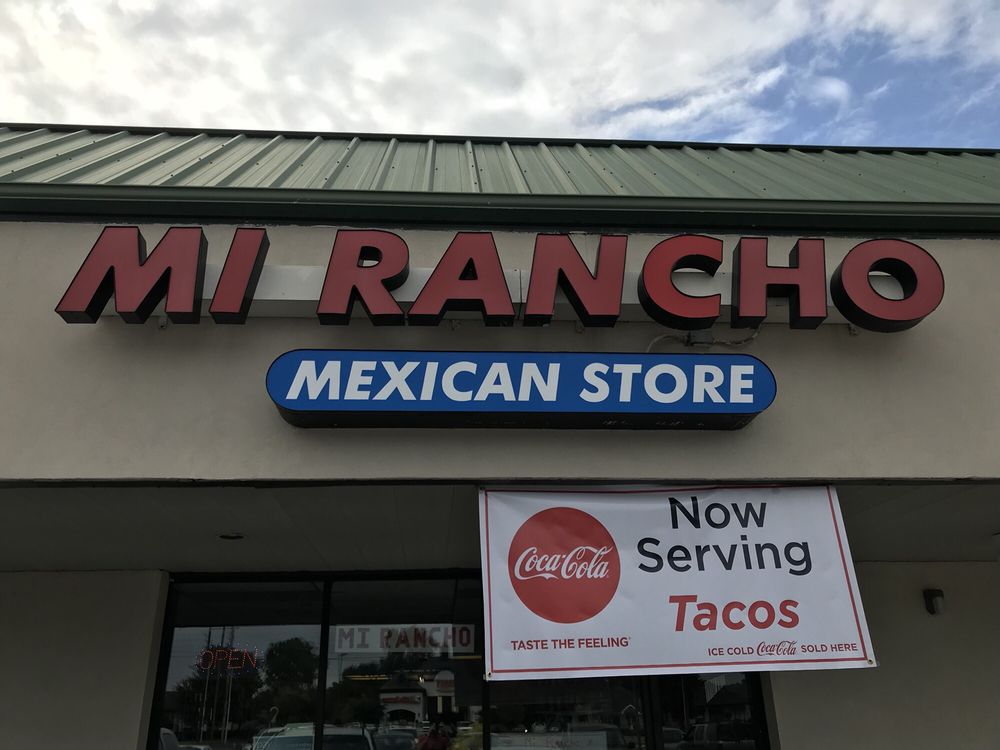 MI RANCHO
MEXICAN STORE
Coca-Cola
TASTE THE FEELING
Now
Serving
Tacos
ICE COLD Coca-Cola SOLD HERE
OPEN
MI RANCHO